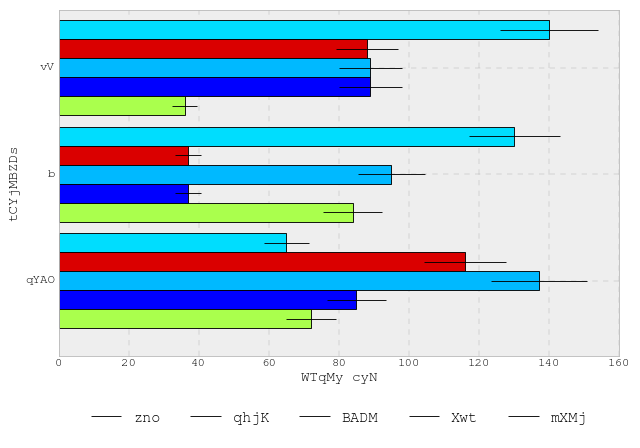 vV
b
qYAO
tCYjMBZDs
0 20 40 60 80 100 120 140 160
WTqMy cyN
zno qhjK BADM Xwt mXMj